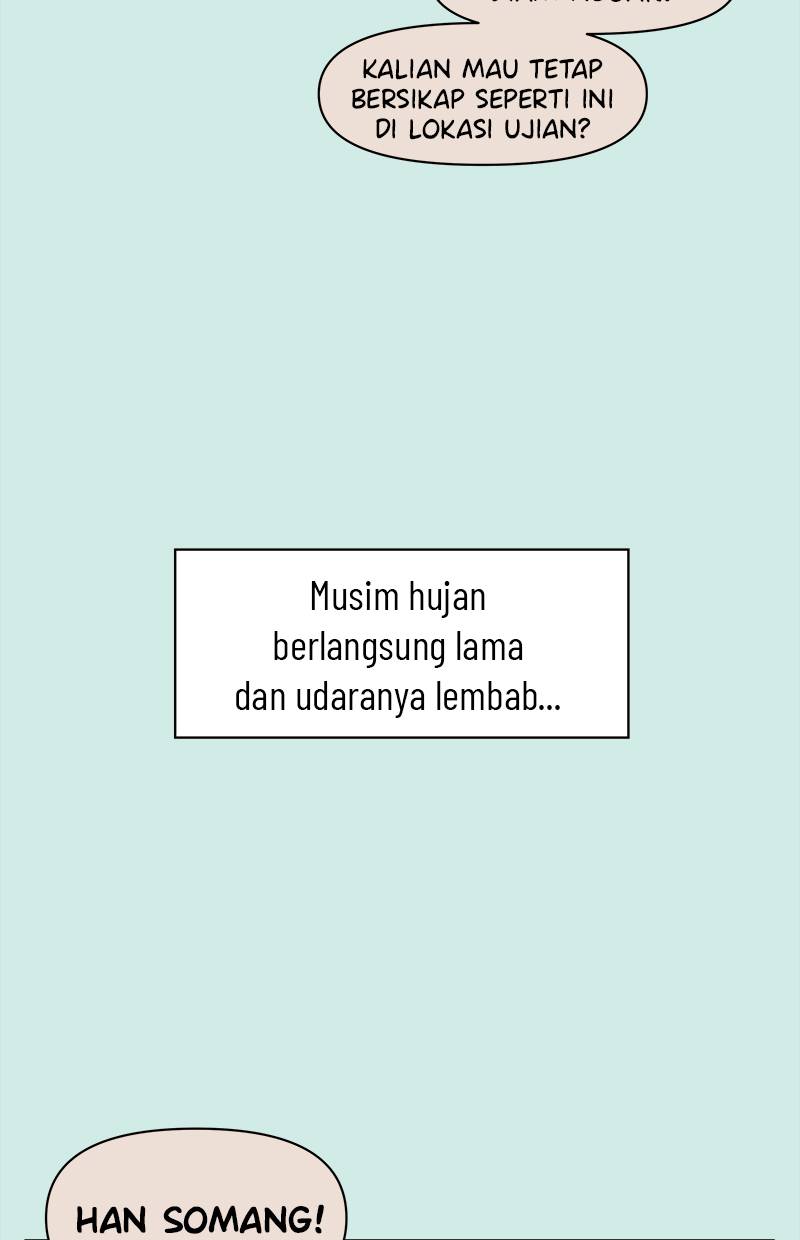 KALIAN MAU TETAP
BERSIKAP SEPERTI INI
DI LOKASI UJIAN?
Musim hujan
berlangsung lama
dan udaranya lembab...
HAN SOMANG!